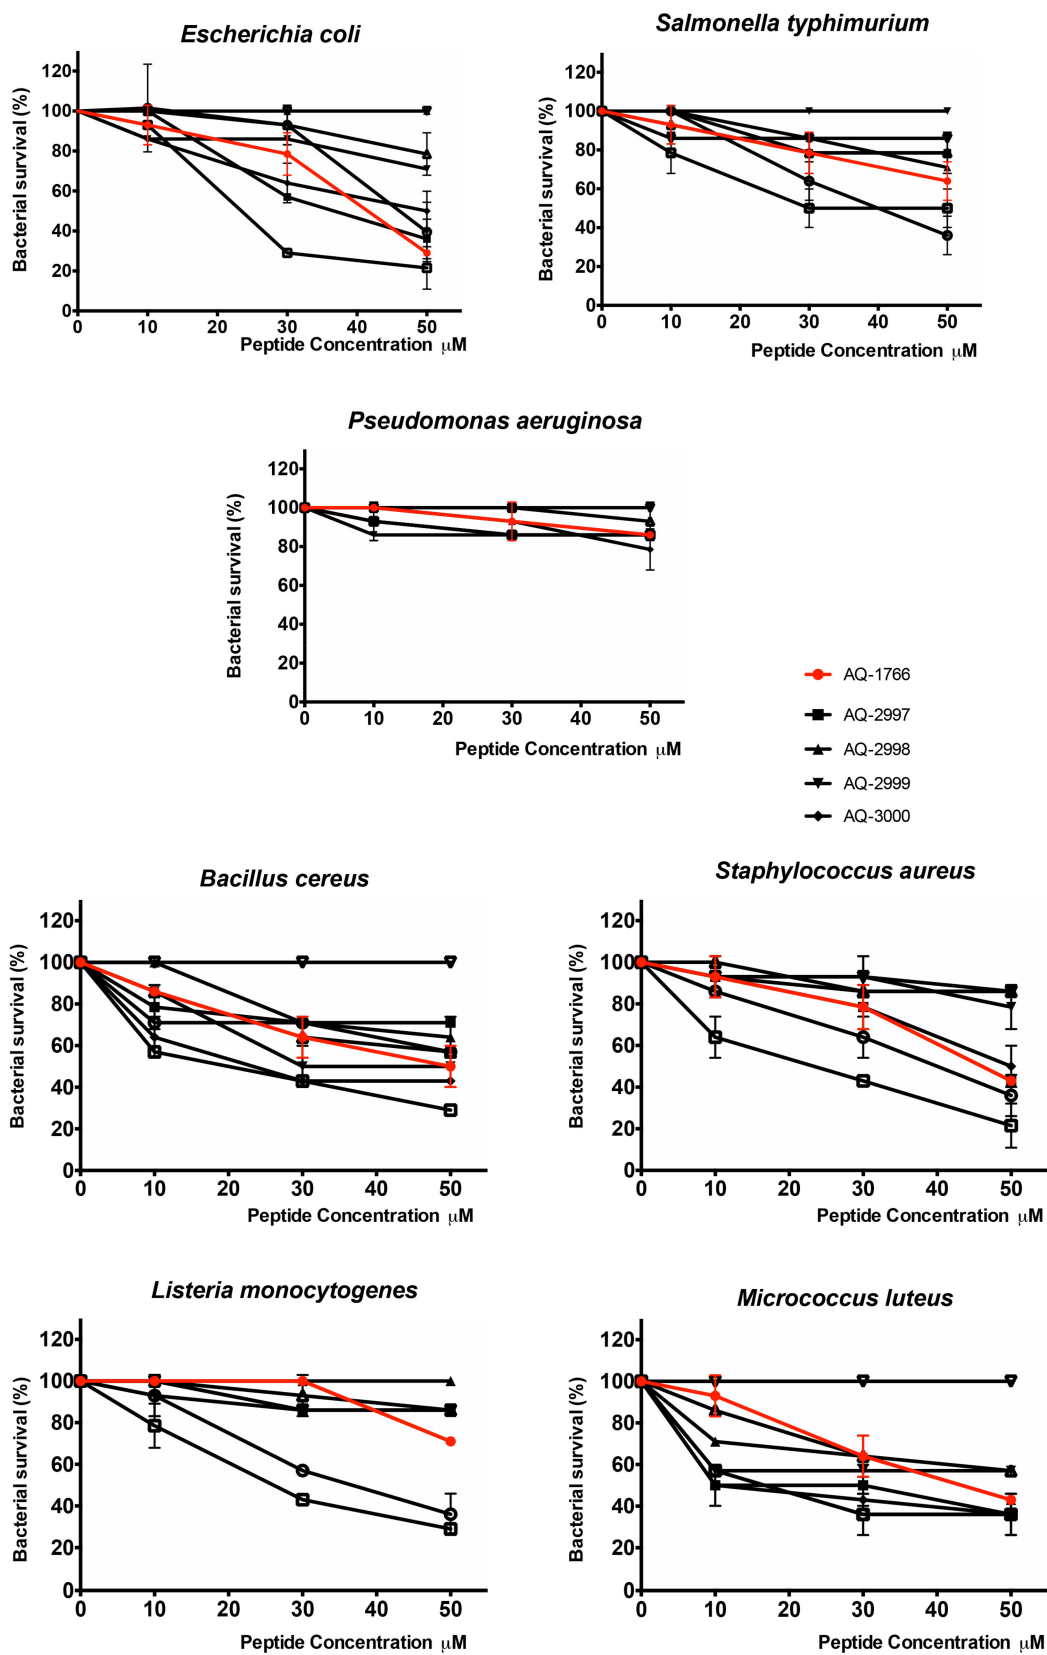 Escherichia coli
Bacterial survival (%)
120
100
80
60
40
20
0
0 10 20 30 40 50
Peptide Concentration μM
Salmonella typhimurium
Bacterial survival (%)
120
100
80
60
40
20
0
0 10 20 30 40 50
Peptide Concentration μM
Pseudomonas aeruginosa
Bacterial survival (%)
120
100
80
60
40
20
0
0 10 20 30 40 50
Peptide Concentration μM
AQ-1766
AQ-2997
AQ-2998
AQ-2999
AQ-3000
Bacillus cereus
Bacterial survival (%)
120
100
80
60
40
20
0
0 10 20 30 40 50
Peptide Concentration μM
Staphylococcus aureus
Bacterial survival (%)
120
100
80
60
40
20
0
0 10 20 30 40 50
Peptide Concentration μM
Listeria monocytogenes
Bacterial survival (%)
120
100
80
60
40
20
0
0 10 20 30 40 50
Peptide Concentration μM
Micrococcus luteus
Bacterial survival (%)
120
100
80
60
40
20
0
0 10 20 30 40 50
Peptide Concentration μM